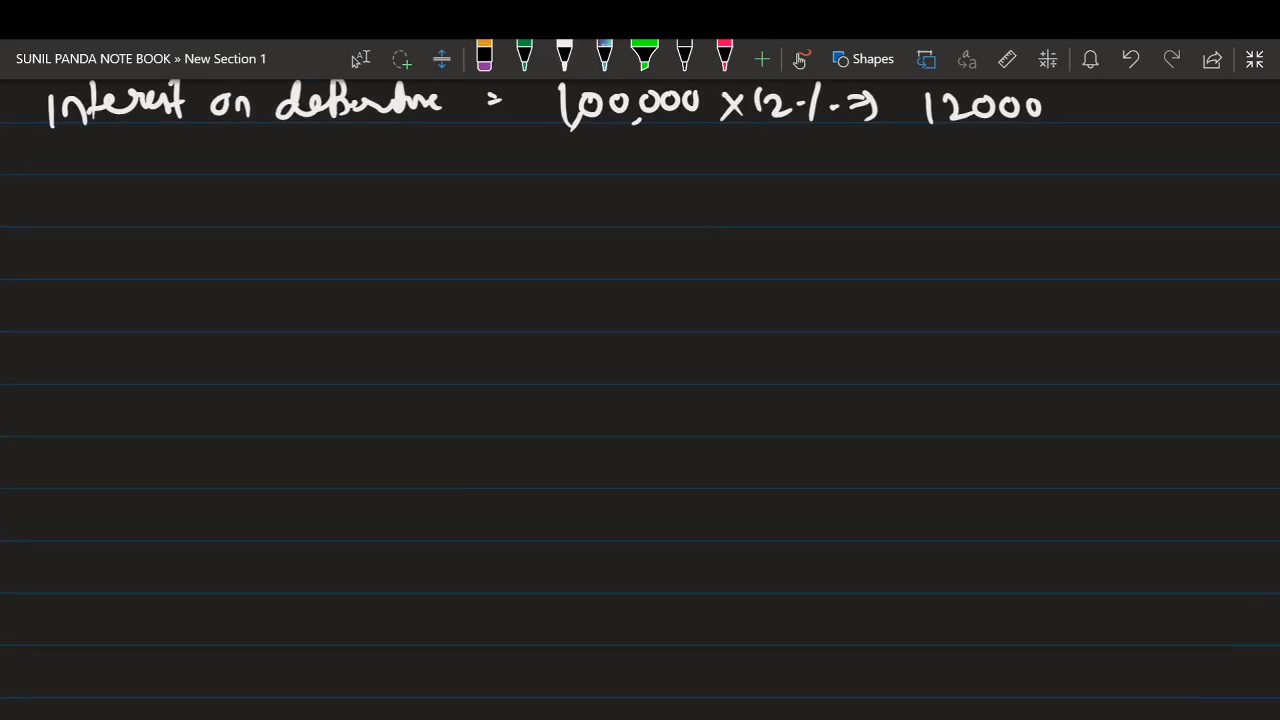 SUNIL PANDA NOTE BOOK » New Section 1 Shapes
Interest on debenture = 1,00,000 × 12% => 12000